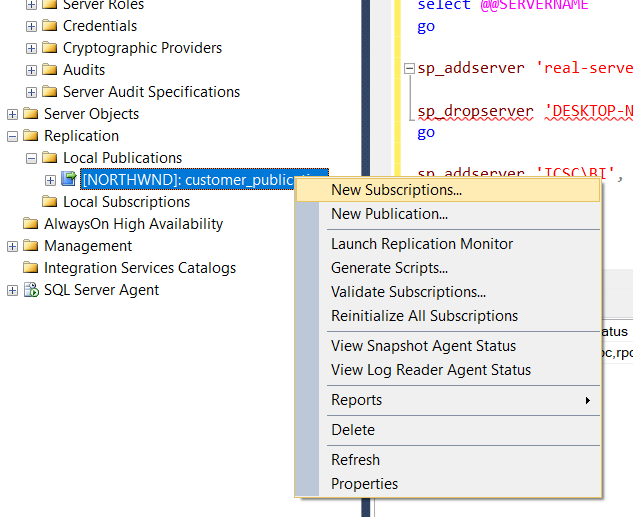 Server Roles
Credentials
Cryptographic Providers
Audits
Server Audit Specifications
Server Objects
Replication
Local Publications
[NORTHWND]: customer_public
Local Subscriptions
AlwaysOn High Availability
Management
Integration Services Catalogs
SQL Server Agent
select @@SERVERNAME
go
sp_addserver 'real-serve
sp_dropserver 'DESKTOP-N
go
sp_addserver 'TCSC\BI',
New Subscriptions...
New Publication...
Launch Replication Monitor
Generate Scripts...
Validate Subscriptions...
Reinitialize All Subscriptions
View Snapshot Agent Status
View Log Reader Agent Status
Reports
Delete
Refresh
Properties
atus
oc,rpc